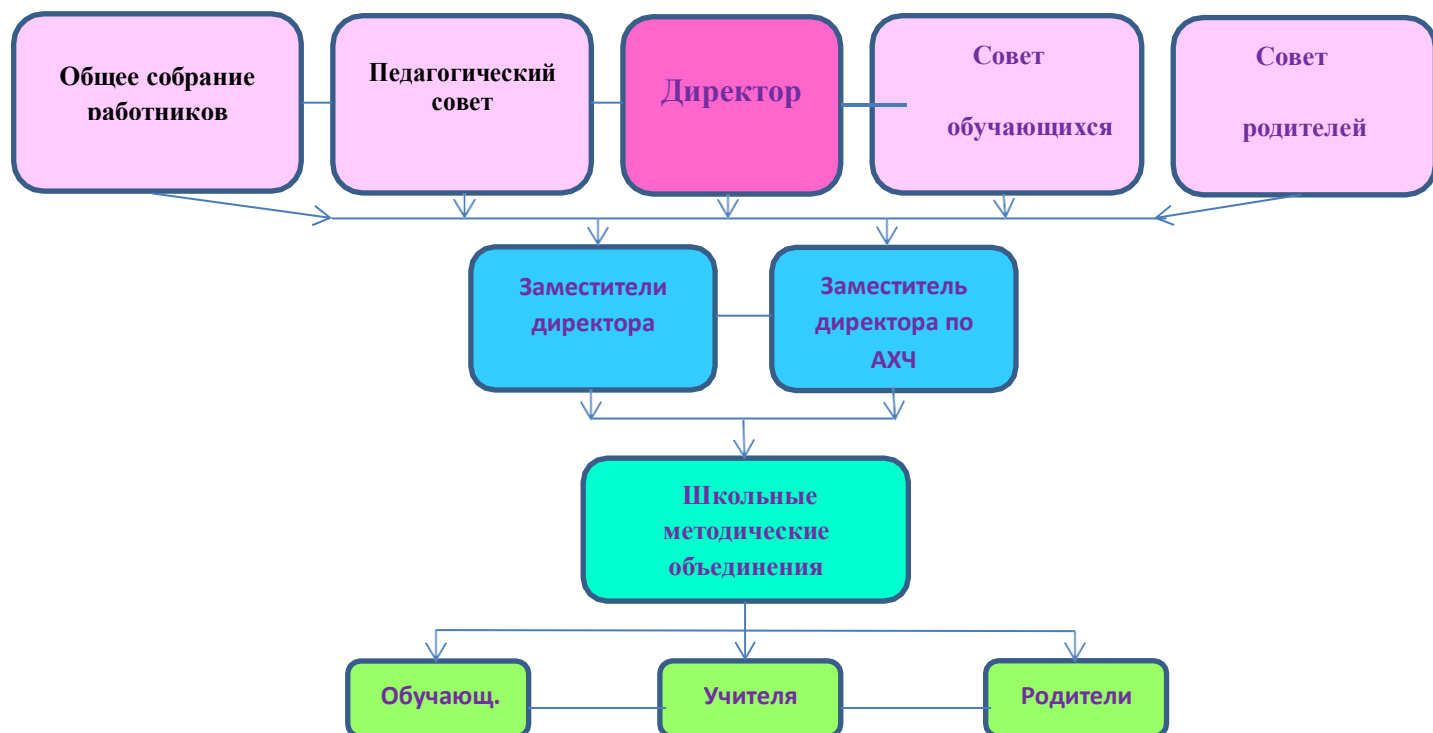 Общее собрание
работников
Педагогический
совет
Директор
Совет
обучающихся
Совет
родителей
Заместители
директора
Заместитель
директора по
АХЧ
Школьные
методические
объединения
Обучающ.
Учителя
Родители